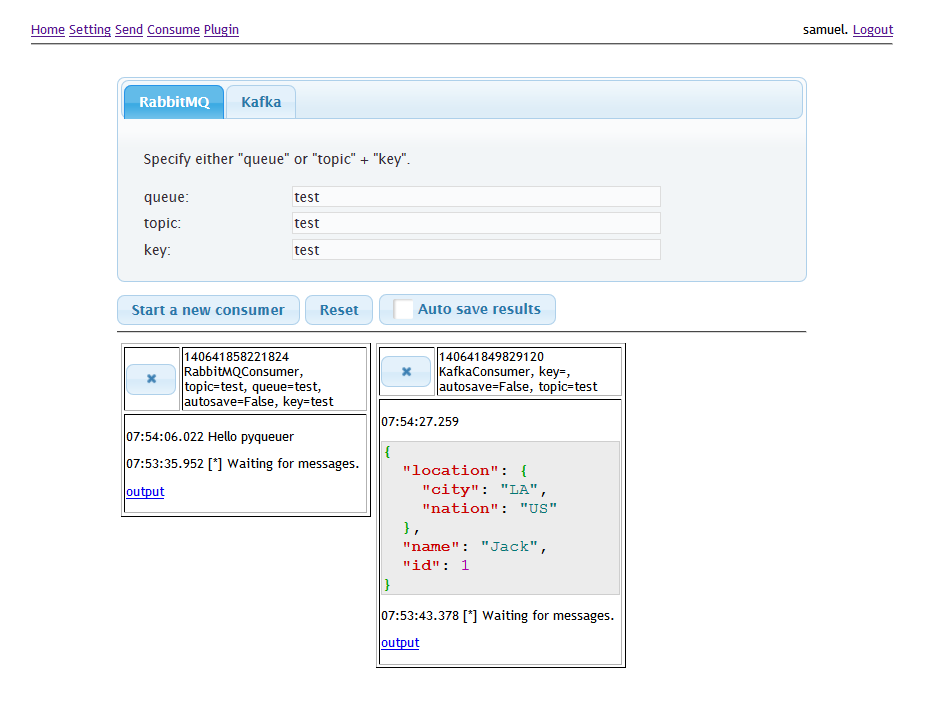 Home Setting Send Consume Plugin
samuel. Logout
RabbitMQ Kafka
Specify either "queue" or "topic" + "key".
queue: test
topic: test
key: test
Start a new consumer Reset Auto save results
140641858221824
RabbitMQConsumer,
topic=test, queue=test,
autosave=False, key=test
07:54:06.022 Hello pyqueuer
07:53:35.952 [*] Waiting for messages.
output
140641849829120
KafkaConsumer, key=,
autosave=False, topic=test
07:54:27.259
{
"location": {
"city": "LA",
"nation": "US"
},
"name": "Jack",
"id": 1
}
07:53:43.378 [*] Waiting for messages.
output